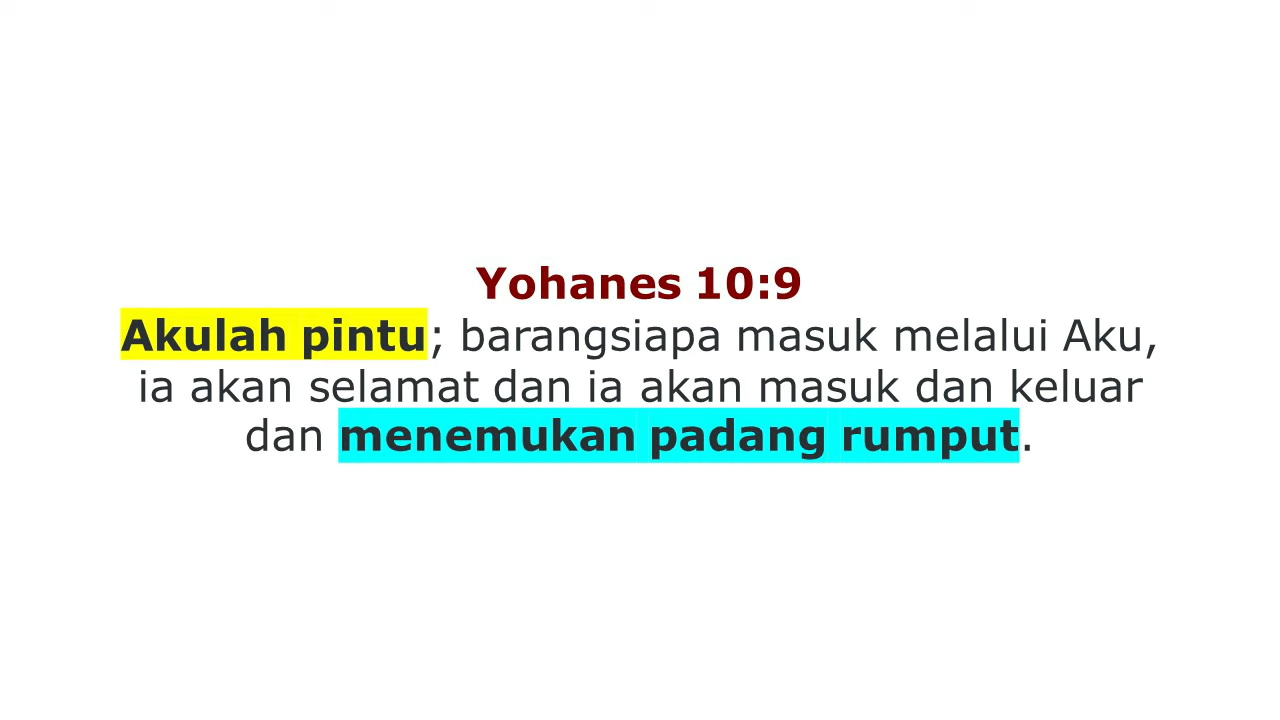 Yohanes 10:9
Akulah pintu; barangsiapa masuk melalui Aku,
ia akan selamat dan ia akan masuk dan keluar
dan menemukan padang rumput.